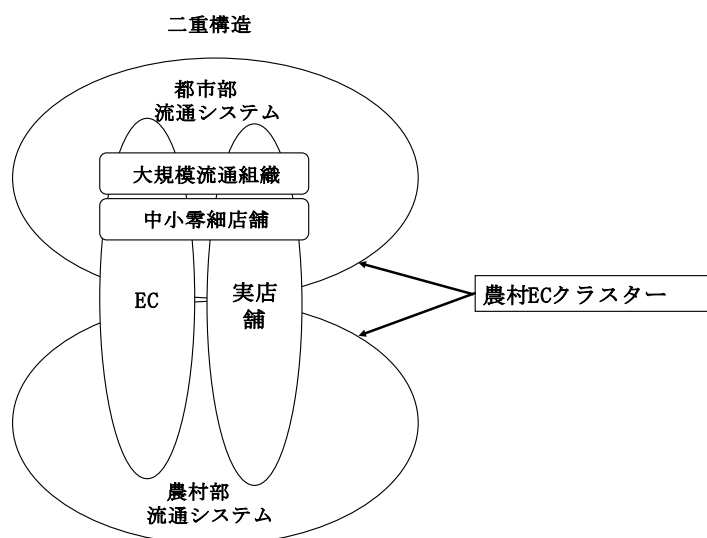 二重構造
都市部
流通システム
大規模流通組織
中小零細店舗
EC
実店
舗
農村ECクラスター
農村部
流通システム